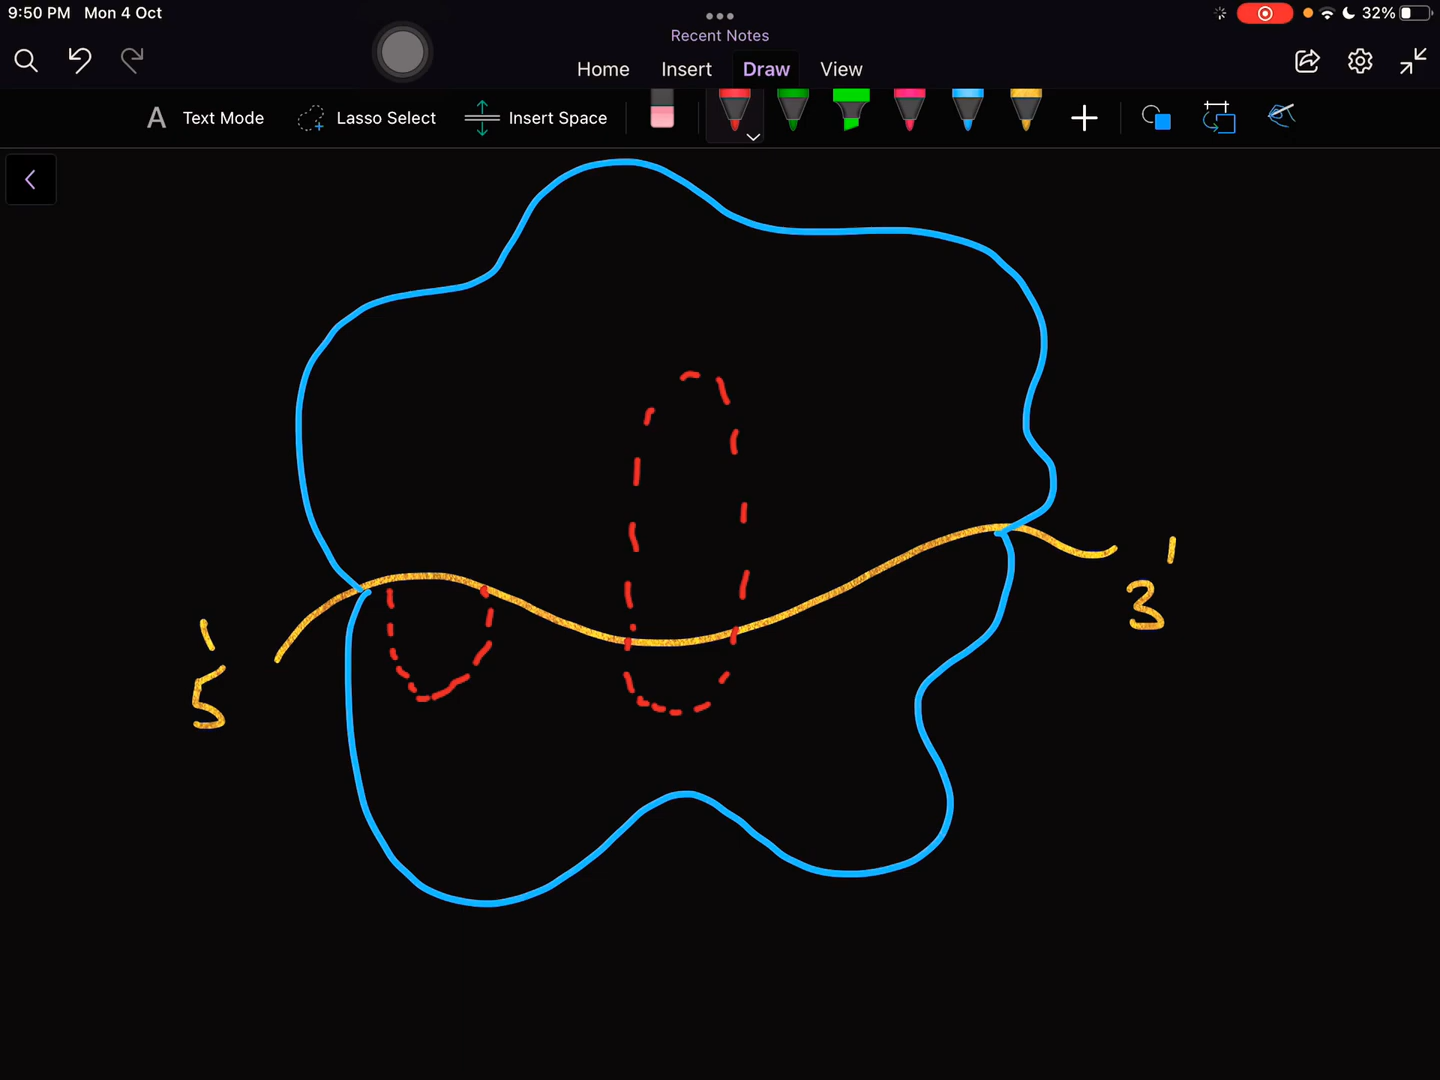 9:50 PM Mon 4 Oct
32%
Recent Notes
Home Insert Draw View
A Text Mode Lasso Select Insert Space
5'
3'